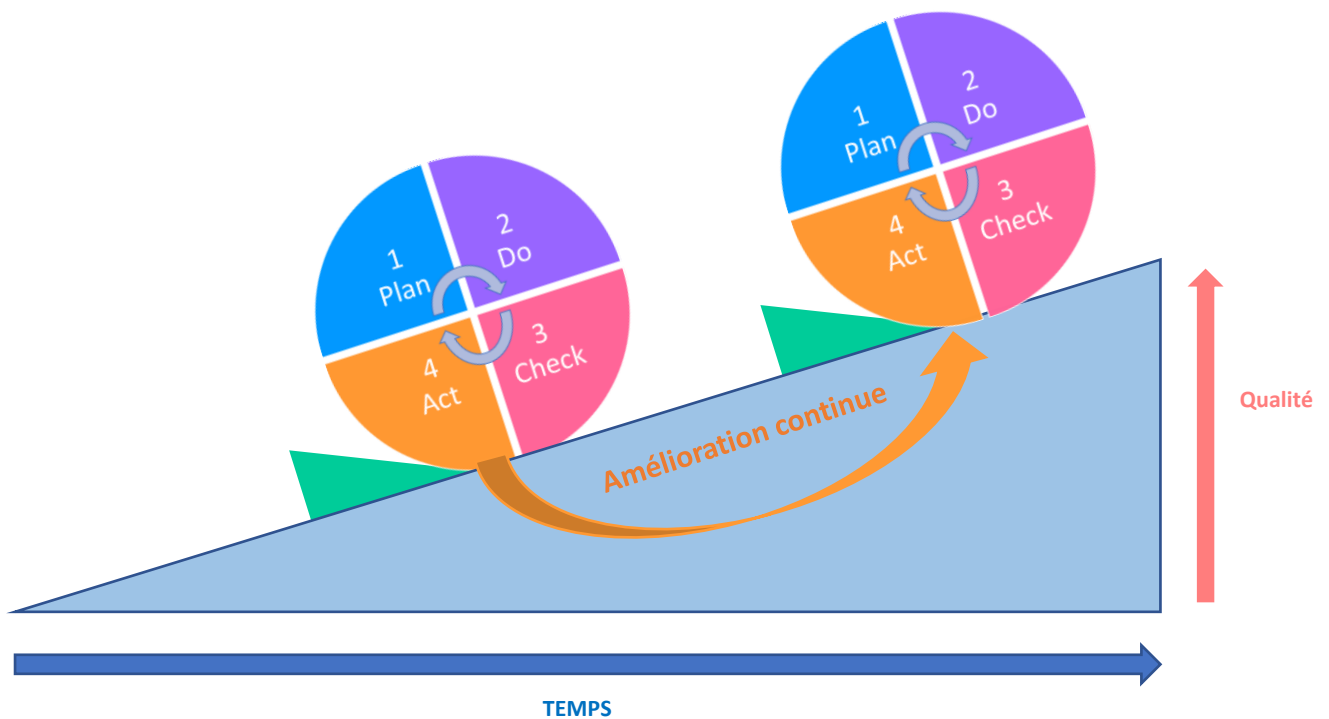 1
Plan
2
Do
3
Check
4
Act
1
Plan
2
Do
3
Check
4
Act
Amélioration continue
Qualité
TEMPS